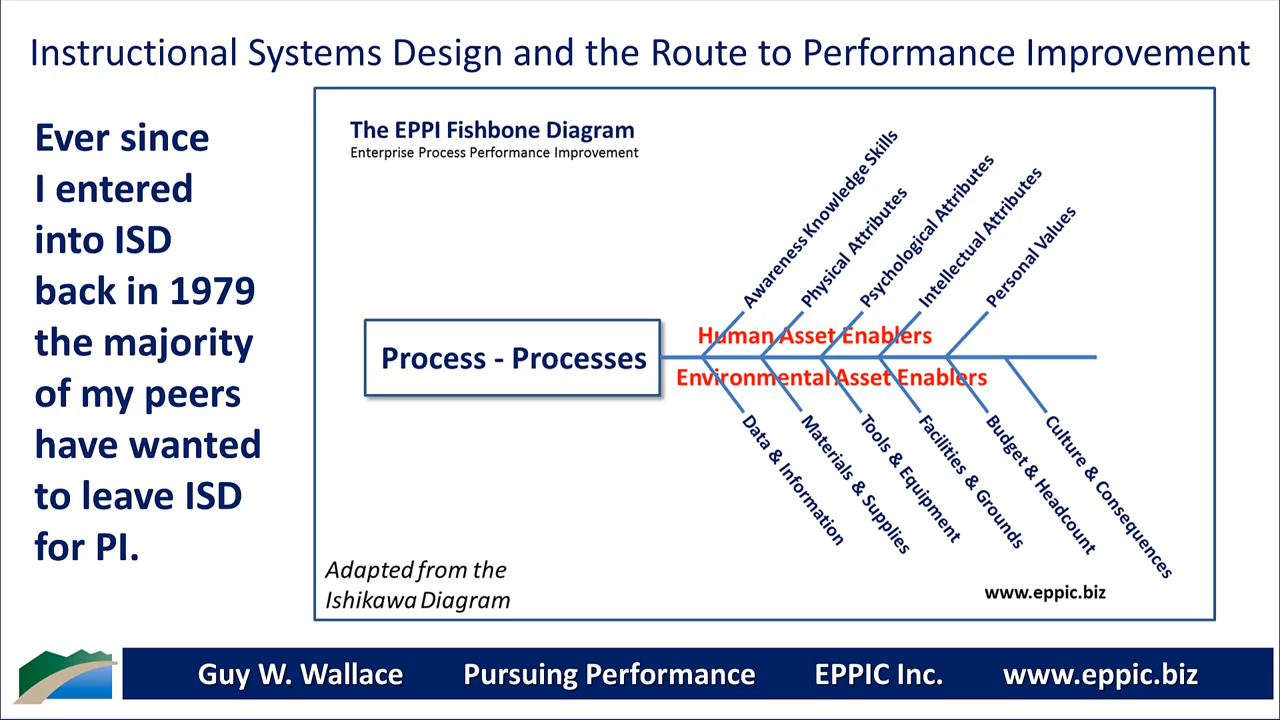 Instructional Systems Design and the Route to Performance Improvement
Ever since
I entered
into ISD
back in 1979
the majority
of my peers
have wanted
to leave ISD
for PI.
The EPPI Fishbone Diagram
Enterprise Process Performance Improvement
Awareness Knowledge Skills
Physical Attributes
Psychological Attributes
Intellectual Attributes
Personal Values
Human Asset Enablers
Process - Processes
Environmental Asset Enablers
Data & Information
Materials & Supplies
Tools & Equipment
Facilities & Grounds
Budget & Headcount
Culture & Consequences
Adapted from the
Ishikawa Diagram
www.eppic.biz
Guy W. Wallace Pursuing Performance EPPIC Inc. www.eppic.biz